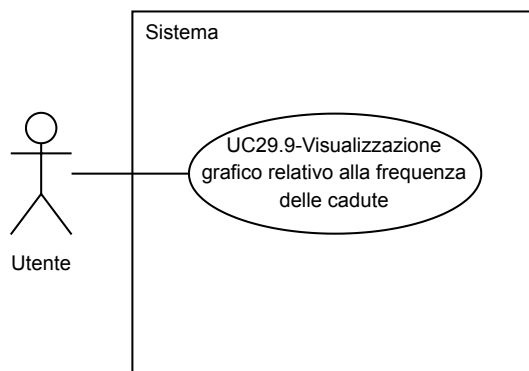 Sistema
UC29.9-Visualizzazione
grafico relativo alla frequenza
delle cadute
Utente